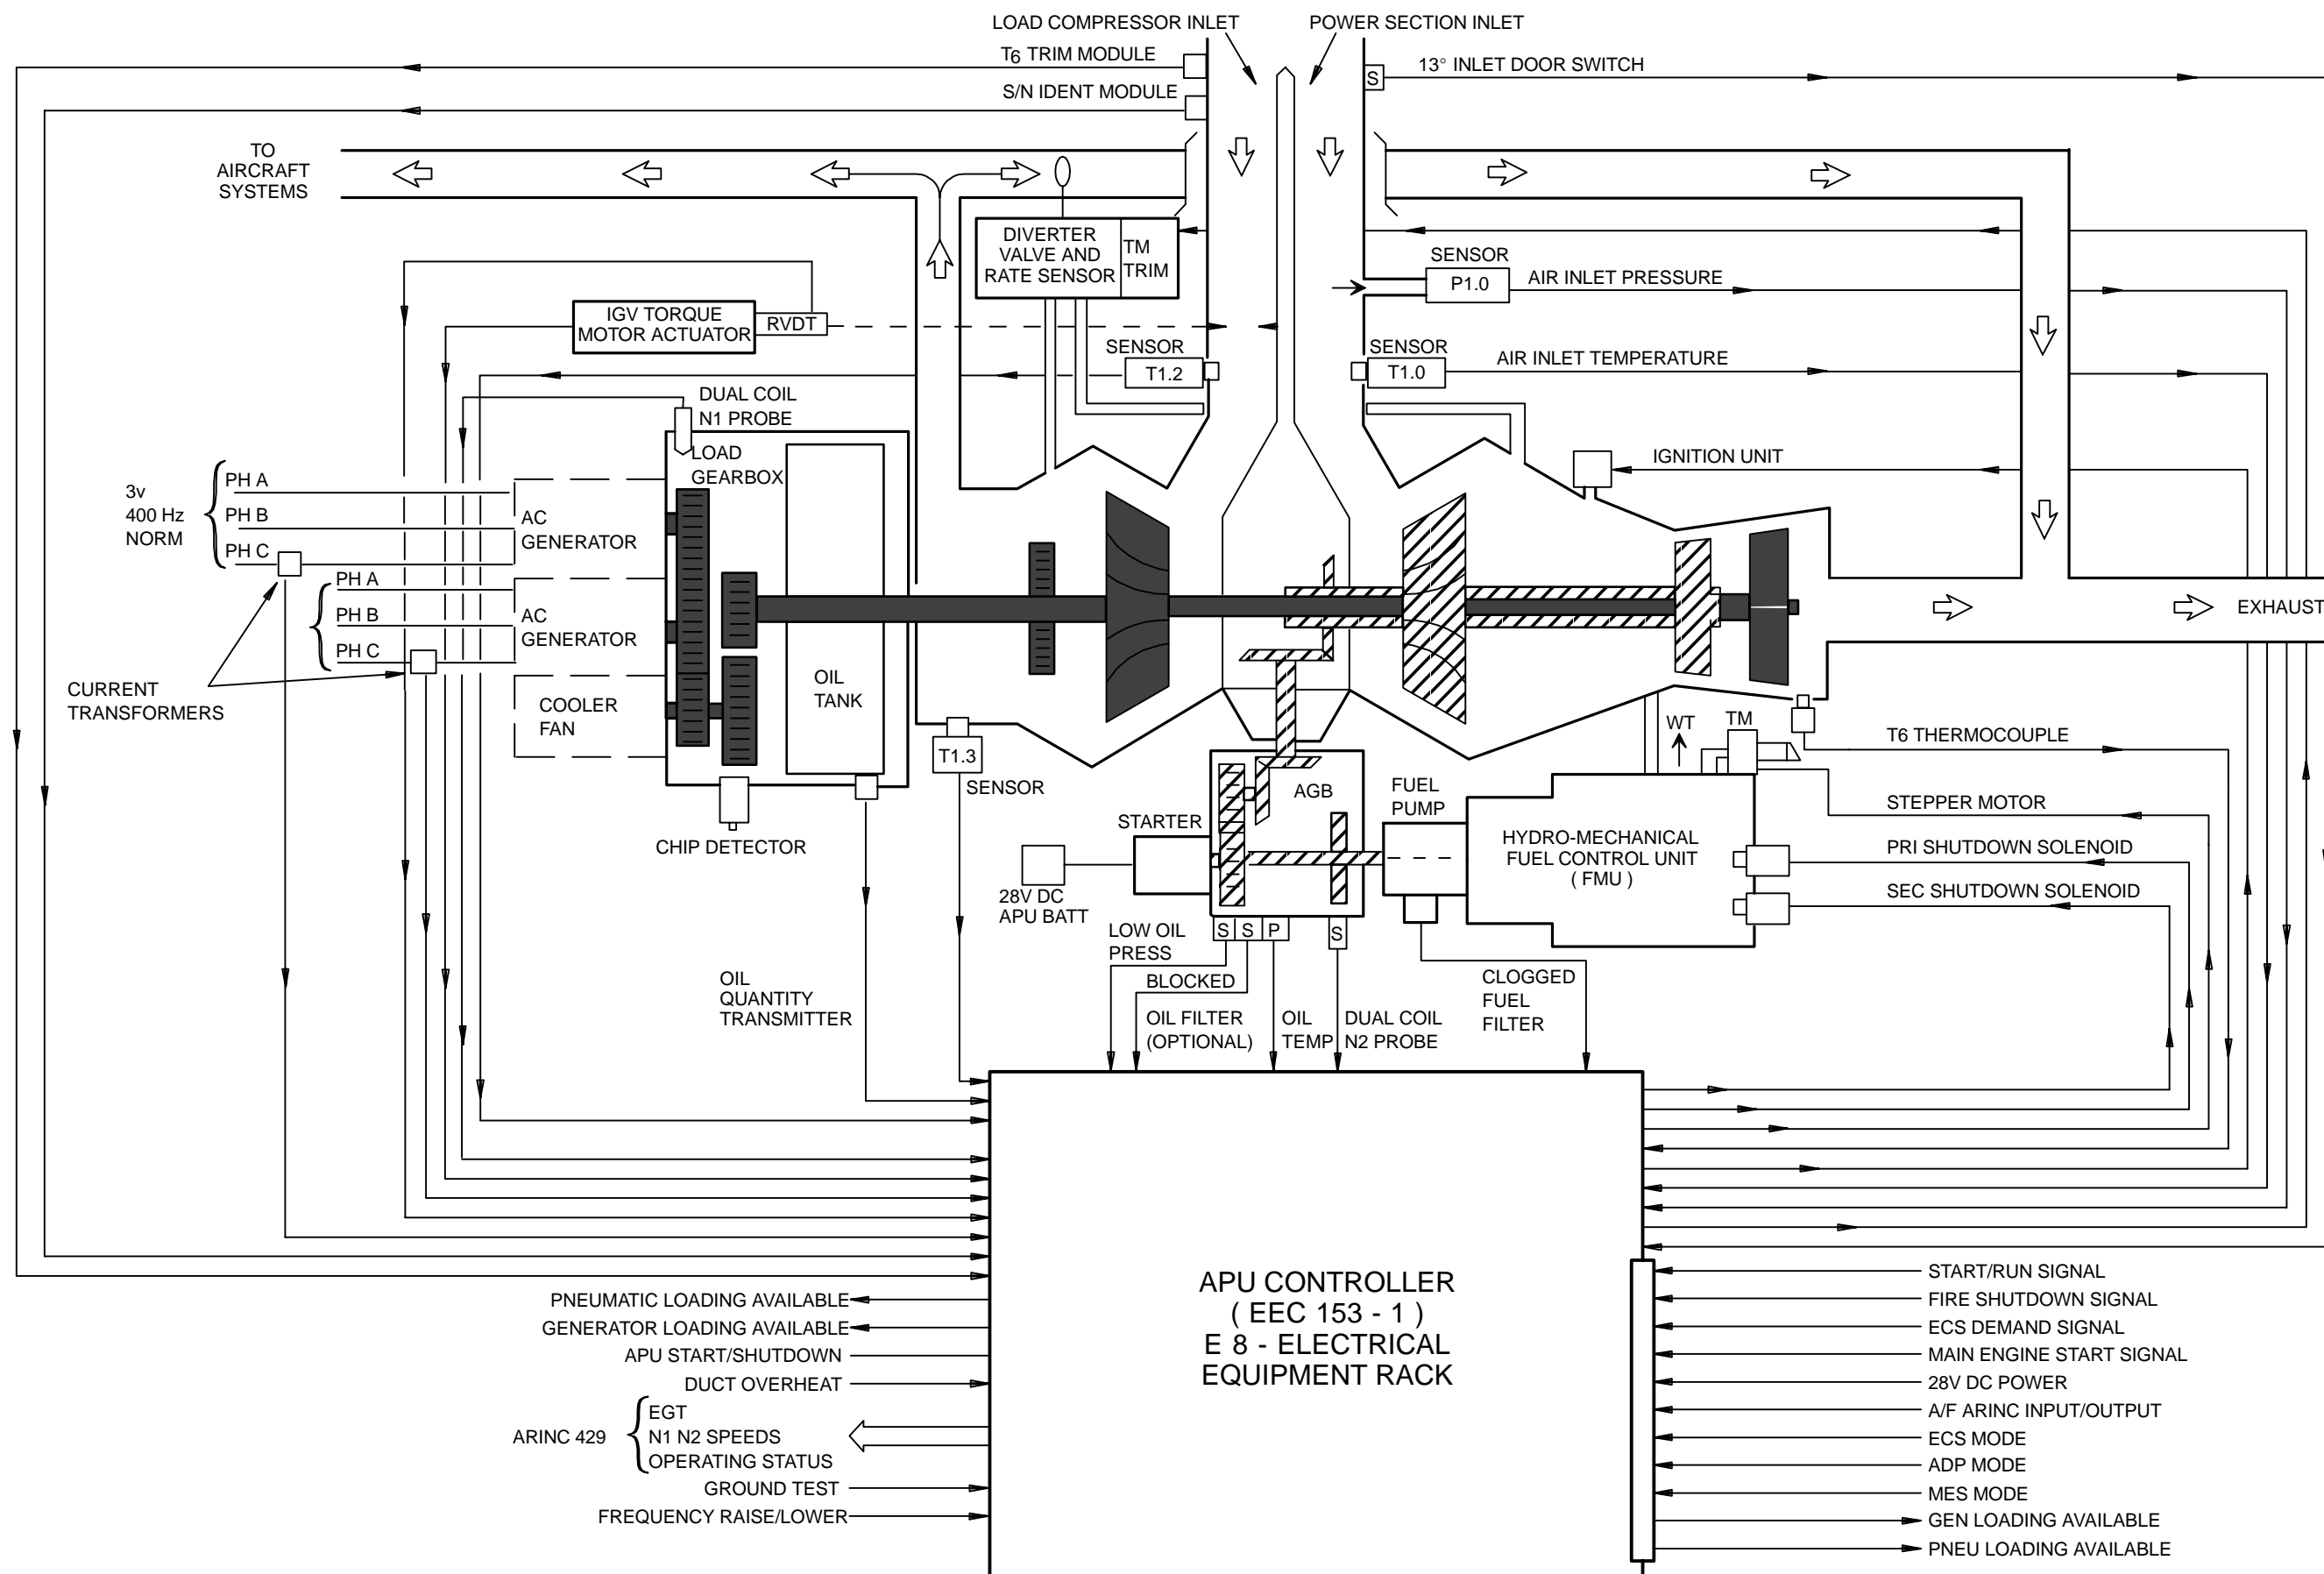 LOAD COMPRESSOR INLET
POWER SECTION INLET
T6 TRIM MODULE
S/N IDENT MODULE
S
13° INLET DOOR SWITCH
TO
AIRCRAFT
SYSTEMS
DIVERTER
VALVE AND
RATE SENSOR
TM
TRIM
SENSOR
P1.0
AIR INLET PRESSURE
IGV TORQUE
MOTOR ACTUATOR
RVDT
SENSOR
T1.2
SENSOR
T1.0
AIR INLET TEMPERATURE
DUAL COIL
N1 PROBE
LOAD
GEARBOX
IGNITION UNIT
3v
400 Hz
NORM
PH A
PH B
PH C
AC
GENERATOR
PH A
PH B
PH C
AC
GENERATOR
CURRENT
TRANSFORMERS
COOLER
FAN
OIL
TANK
EXHAUST
T1.3
SENSOR
CHIP DETECTOR
WT
TM
T6 THERMOCOUPLE
STEPPER MOTOR
PRI SHUTDOWN SOLENOID
SEC SHUTDOWN SOLENOID
AGB
FUEL
PUMP
STARTER
HYDRO-MECHANICAL
FUEL CONTROL UNIT
( FMU )
28V DC
APU BATT
S S P
S
LOW OIL
PRESS
BLOCKED
OIL FILTER
(OPTIONAL)
OIL
TEMP
DUAL COIL
N2 PROBE
CLOGGED
FUEL
FILTER
OIL
QUANTITY
TRANSMITTER
APU CONTROLLER
( EEC 153 - 1 )
E 8 - ELECTRICAL
EQUIPMENT RACK
PNEUMATIC LOADING AVAILABLE
GENERATOR LOADING AVAILABLE
APU START/SHUTDOWN
DUCT OVERHEAT
ARINC 429
EGT
N1 N2 SPEEDS
OPERATING STATUS
GROUND TEST
FREQUENCY RAISE/LOWER
START/RUN SIGNAL
FIRE SHUTDOWN SIGNAL
ECS DEMAND SIGNAL
MAIN ENGINE START SIGNAL
28V DC POWER
A/F ARINC INPUT/OUTPUT
ECS MODE
ADP MODE
MES MODE
GEN LOADING AVAILABLE
PNEU LOADING AVAILABLE